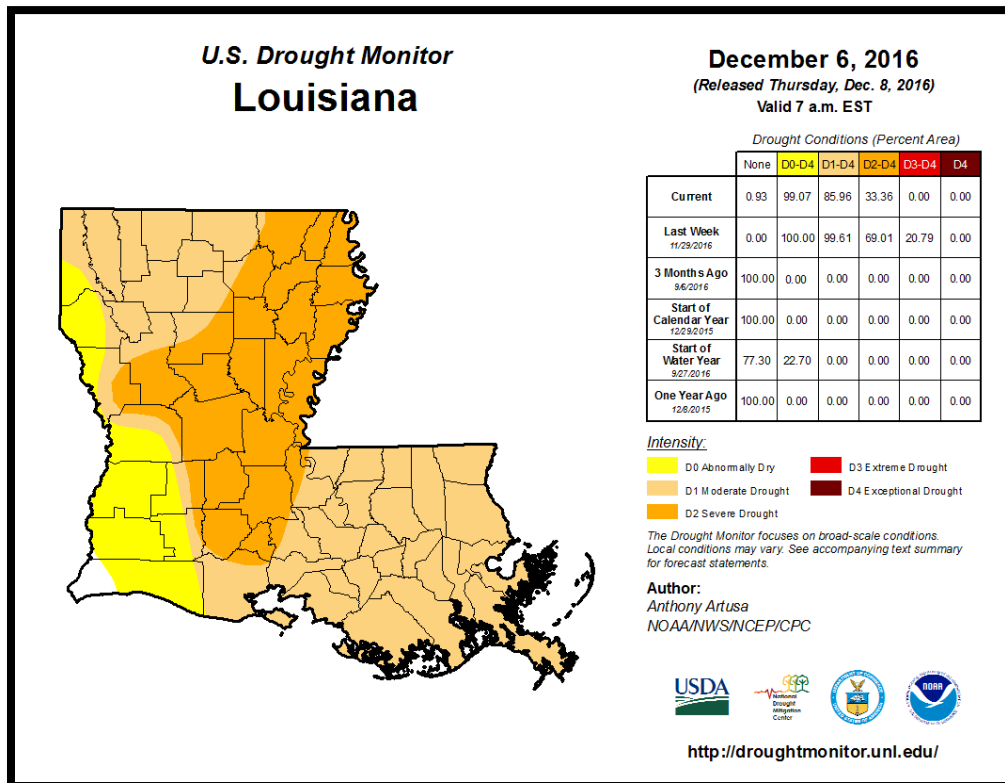 U.S. Drought Monitor
Louisiana
December 6, 2016
(Released Thursday, Dec. 8, 2016)
Valid 7 a.m. EST
Drought Conditions (Percent Area)
None D0-D4 D1-D4 D2-D4 D3-D4 D4
Current 0.93 99.07 85.96 33.36 0.00 0.00
Last Week 0.00 100.00 99.61 69.01 20.79 0.00
11/29/2016
3 Months Ago 100.00 0.00 0.00 0.00 0.00 0.00
9/6/2016
Start of
Calendar Year 100.00 0.00 0.00 0.00 0.00 0.00
12/29/2015
Start of
Water Year 77.30 22.70 0.00 0.00 0.00 0.00
9/27/2016
One Year Ago 100.00 0.00 0.00 0.00 0.00 0.00
12/8/2015
Intensity:
D0 Abnormally Dry
D1 Moderate Drought
D2 Severe Drought
D3 Extreme Drought
D4 Exceptional Drought
The Drought Monitor focuses on broad-scale conditions.
Local conditions may vary. See accompanying text summary
for forecast statements.
Author:
Anthony Artusa
NOAA/NWS/NCEP/CPC
USDA
National
Drought
Mitigation
Center
NOAA
http://droughtmonitor.unl.edu/